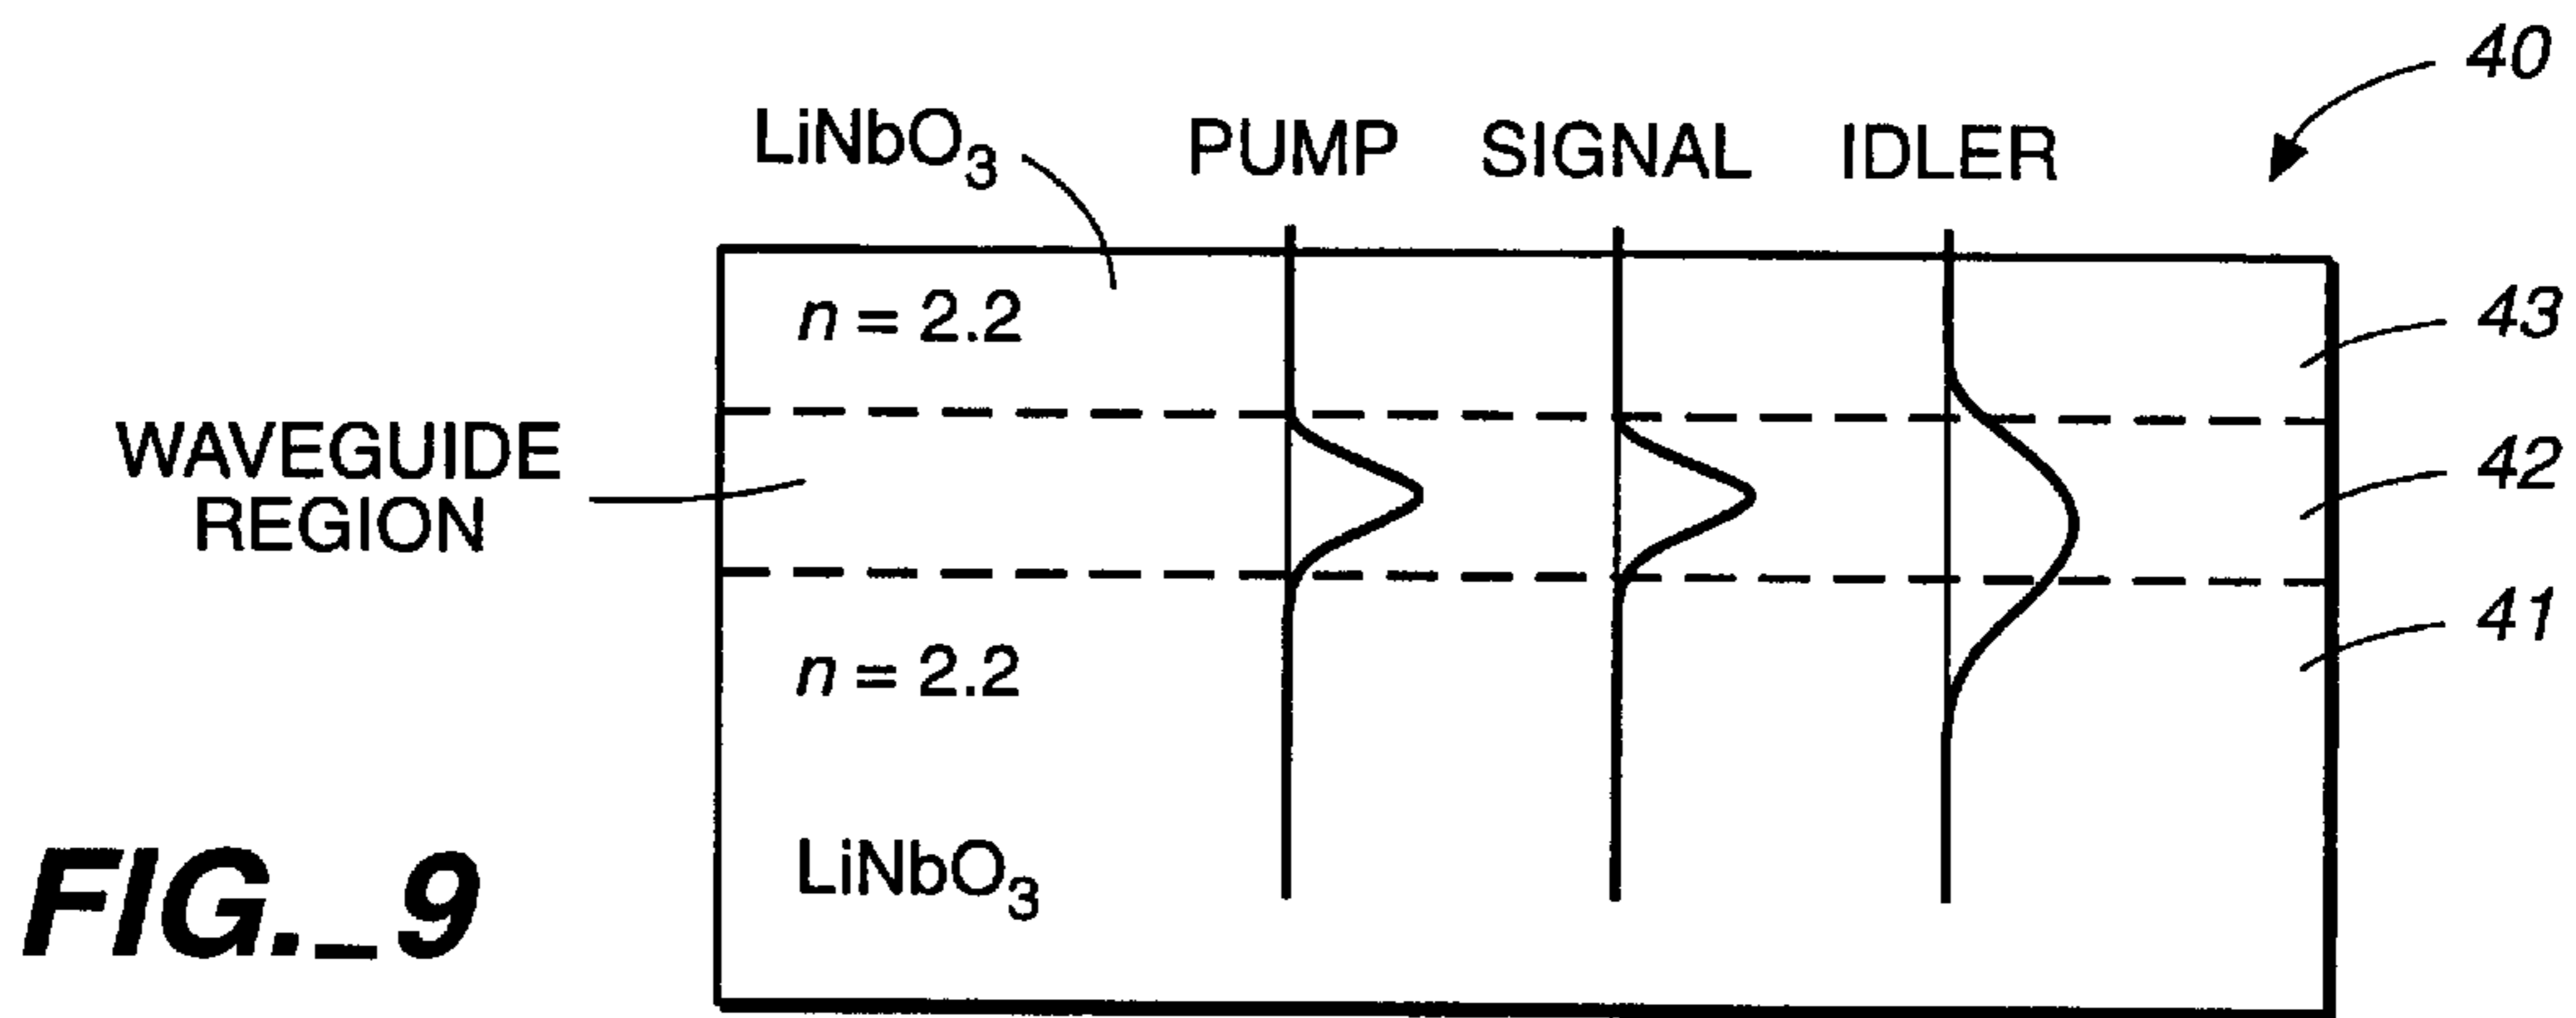 40
LiNbO3 PUMP SIGNAL IDLER
n = 2.2
43
WAVEGUIDE
REGION
42
41
n = 2.2
LiNbO3
FIG._9